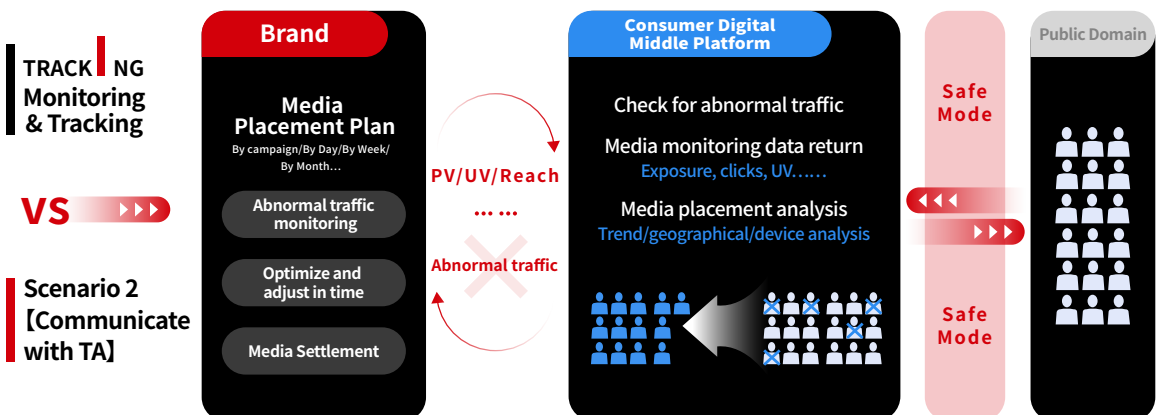 TRACKING
Monitoring
& Tracking
VS
Scenario 2
【Communicate
with TA】
Brand
Media
Placement Plan
By campaign/By Day/By Week/
By Month...
Abnormal traffic
monitoring
Optimize and
adjust in time
Media Settlement
PV/UV/Reach
... ...
Abnormal traffic
Consumer Digital
Middle Platform
Check for abnormal traffic
Media monitoring data return
Exposure, clicks, UV......
Media placement analysis
Trend/geographical/device analysis
Safe
Mode
Safe
Mode
Public Domain